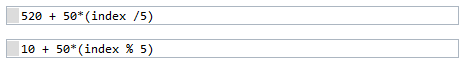 520 + 50*(index /5)
10 + 50*(index % 5)